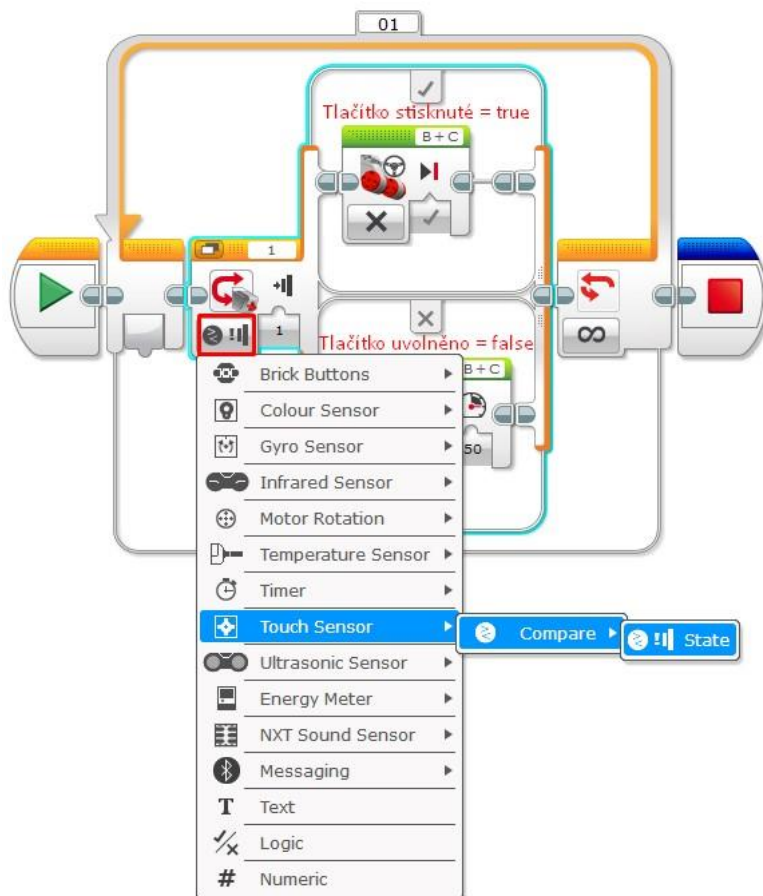 01
Tlačítko stisknuté = true
B+C
1
1
Tlačítko uvolněno = false
B+C
50
Brick Buttons
Colour Sensor
Gyro Sensor
Infrared Sensor
Motor Rotation
Temperature Sensor
Timer
Touch Sensor
Compare
State
Ultrasonic Sensor
Energy Meter
NXT Sound Sensor
Messaging
T Text
Logic
# Numeric